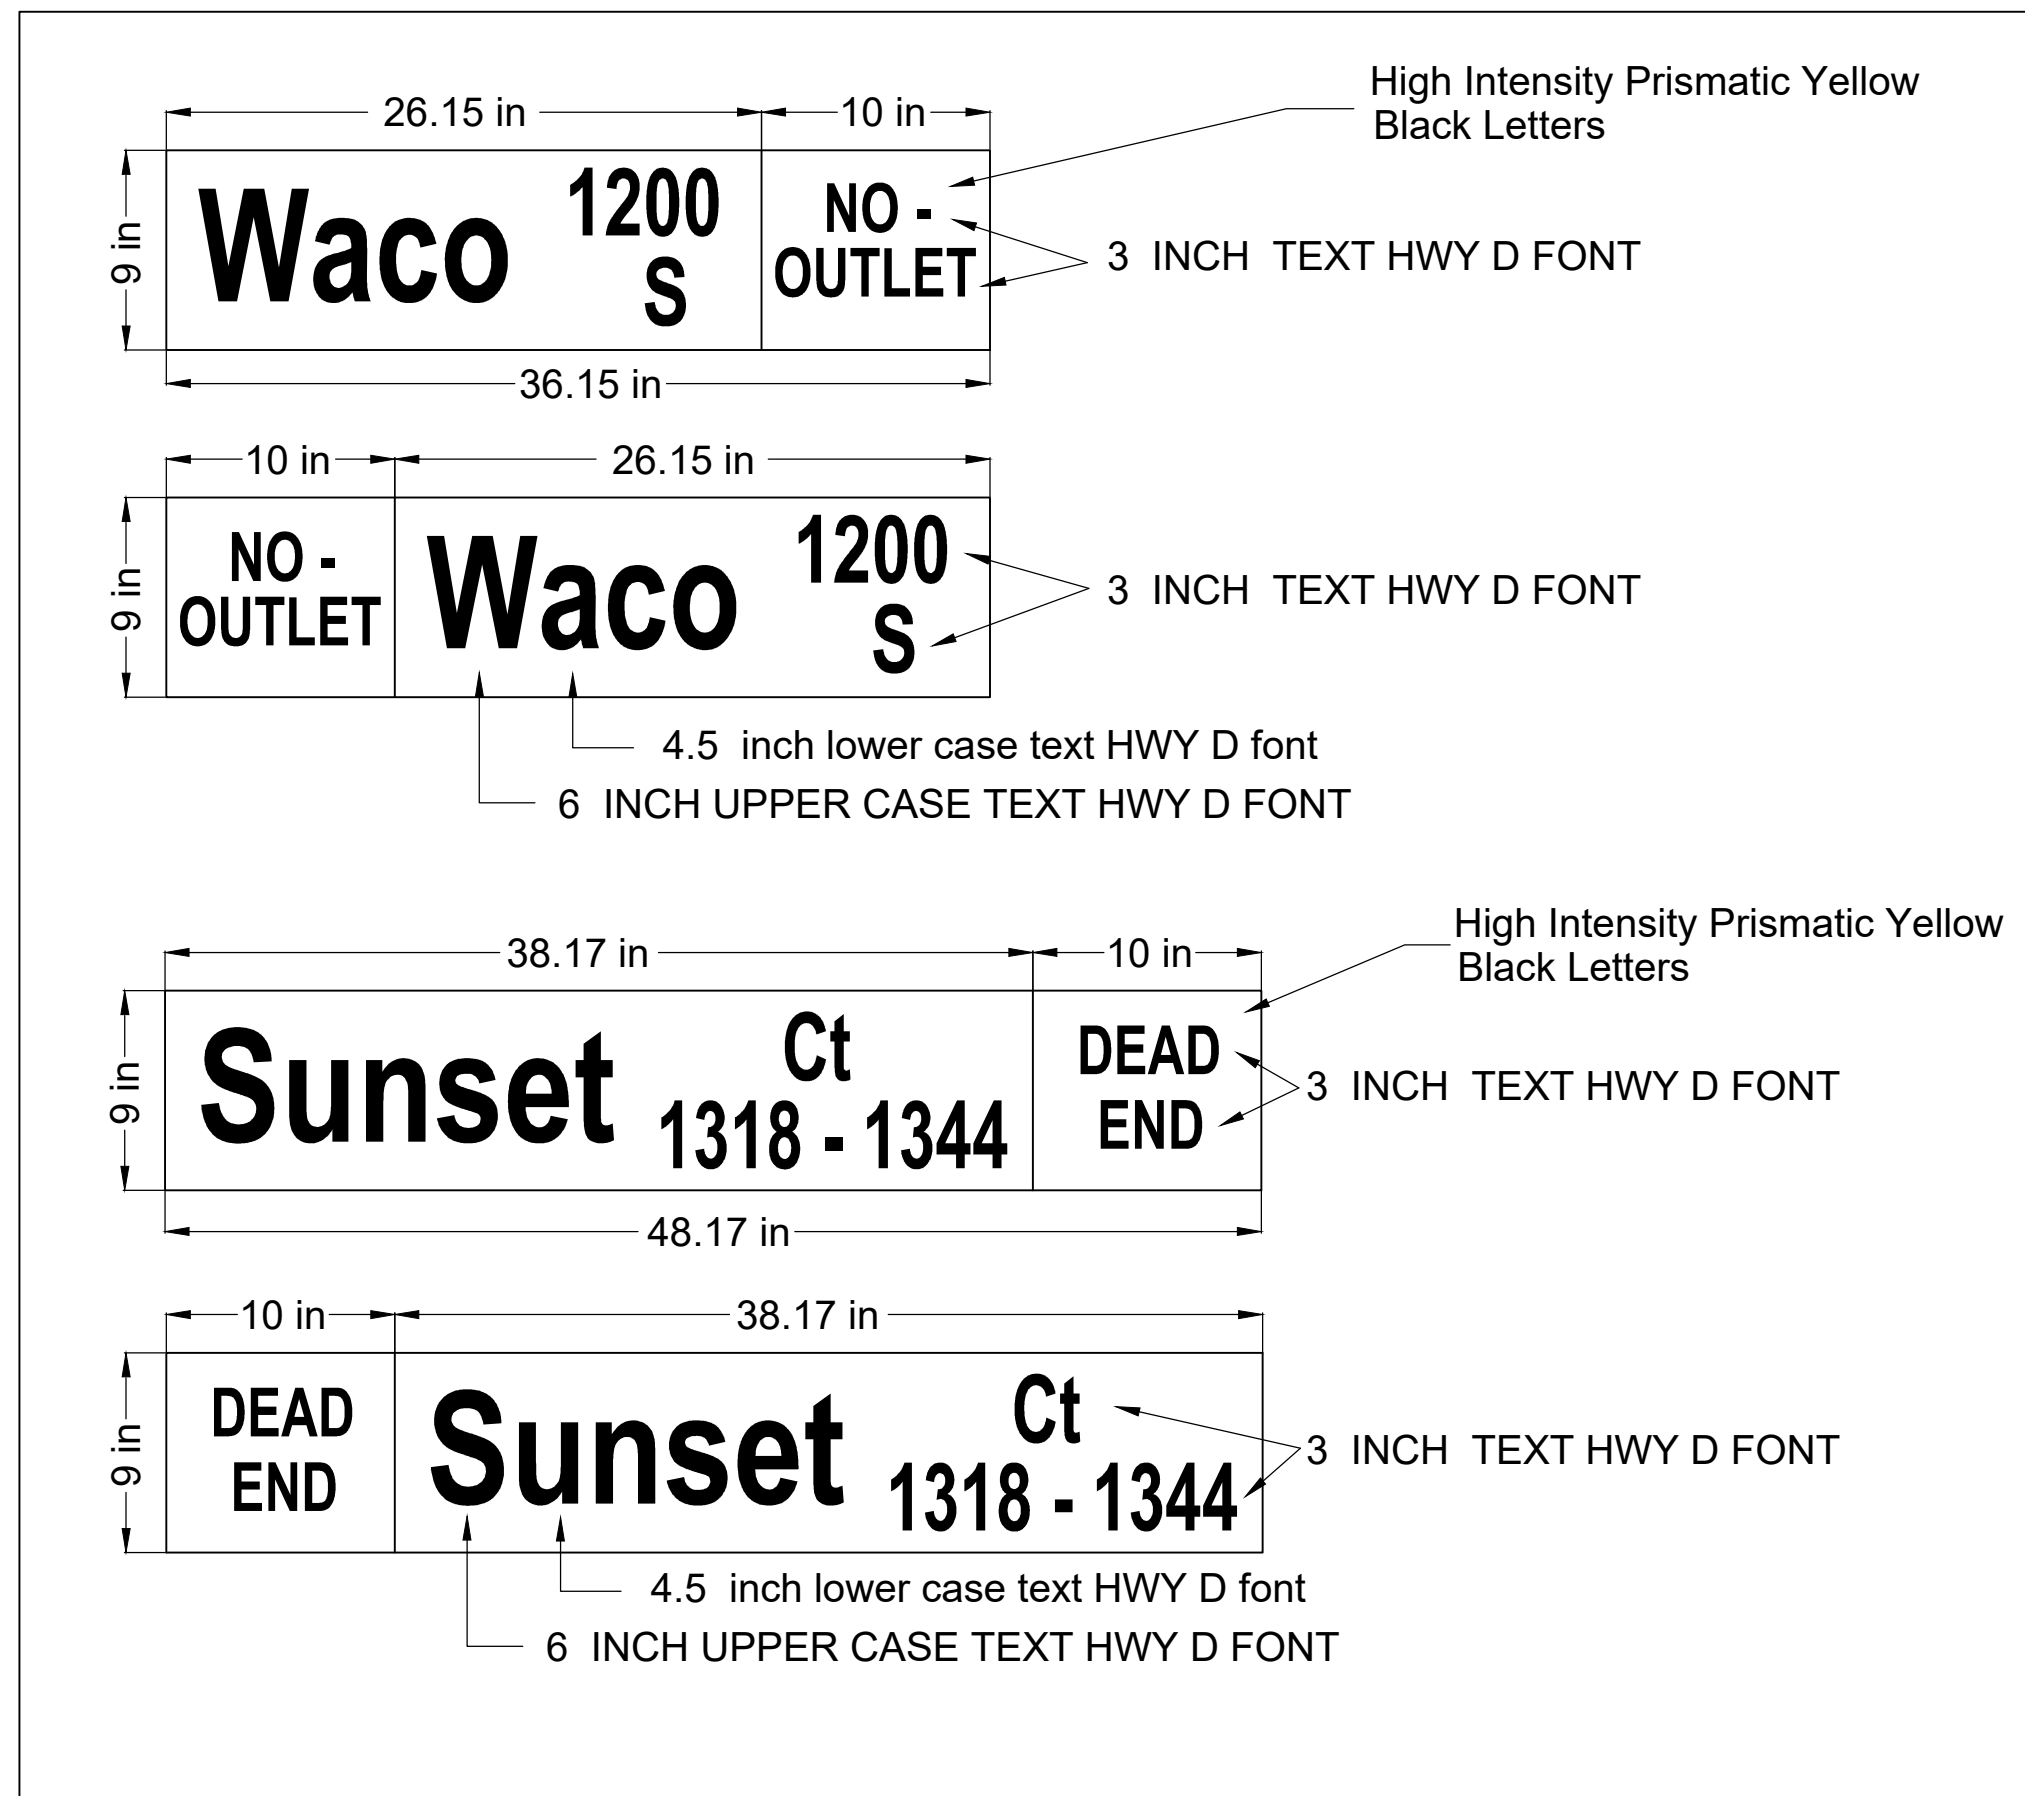 High Intensity Prismatic Yellow
Black Letters
26.15 in
10 in
9 in
Waco
1200
S
NO -
OUTLET
3 INCH TEXT HWY D FONT
36.15 in
10 in
26.15 in
9 in
NO -
OUTLET
Waco
1200
S
3 INCH TEXT HWY D FONT
4.5 inch lower case text HWY D font
6 INCH UPPER CASE TEXT HWY D FONT
High Intensity Prismatic Yellow
Black Letters
38.17 in
10 in
9 in
Sunset
Ct
1318 - 1344
DEAD
END
3 INCH TEXT HWY D FONT
48.17 in
10 in
38.17 in
9 in
DEAD
END
Sunset
Ct
1318 - 1344
3 INCH TEXT HWY D FONT
4.5 inch lower case text HWY D font
6 INCH UPPER CASE TEXT HWY D FONT